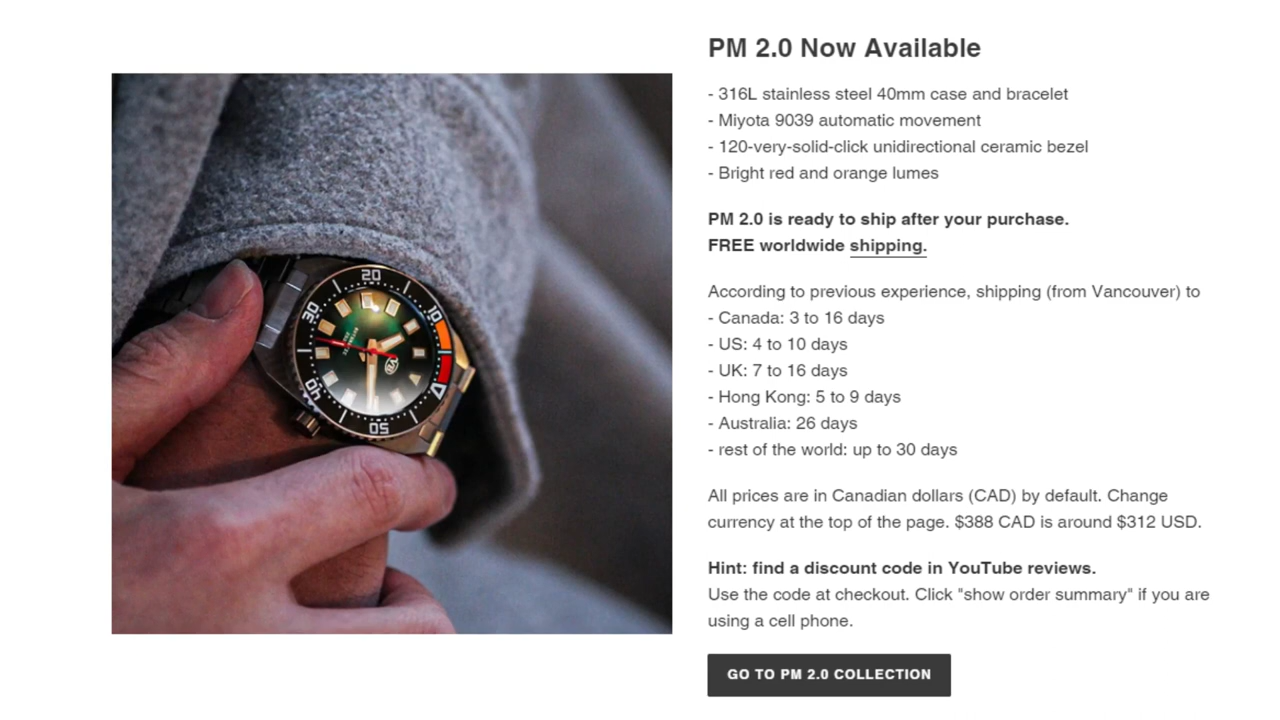 PM 2.0 Now Available
- 316L stainless steel 40mm case and bracelet
- Miyota 9039 automatic movement
- 120-very-solid-click unidirectional ceramic bezel
- Bright red and orange lumes
PM 2.0 is ready to ship after your purchase.
FREE worldwide shipping.
According to previous experience, shipping (from Vancouver) to
- Canada: 3 to 16 days
- US: 4 to 10 days
- UK: 7 to 16 days
- Hong Kong: 5 to 9 days
- Australia: 26 days
- rest of the world: up to 30 days
All prices are in Canadian dollars (CAD) by default. Change
currency at the top of the page. $388 CAD is around $312 USD.
Hint: find a discount code in YouTube reviews.
Use the code at checkout. Click "show order summary" if you are
using a cell phone.
GO TO PM 2.0 COLLECTION
10
20
30
40
50